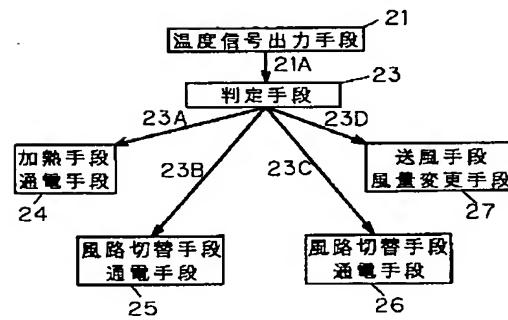 21
温度信号出力手段
21A
23
判定手段
23A
23B
23C
23D
加熱手段
通電手段
24
送風手段
風量変更手段
27
風路切替手段
通電手段
25
風路切替手段
通電手段
26